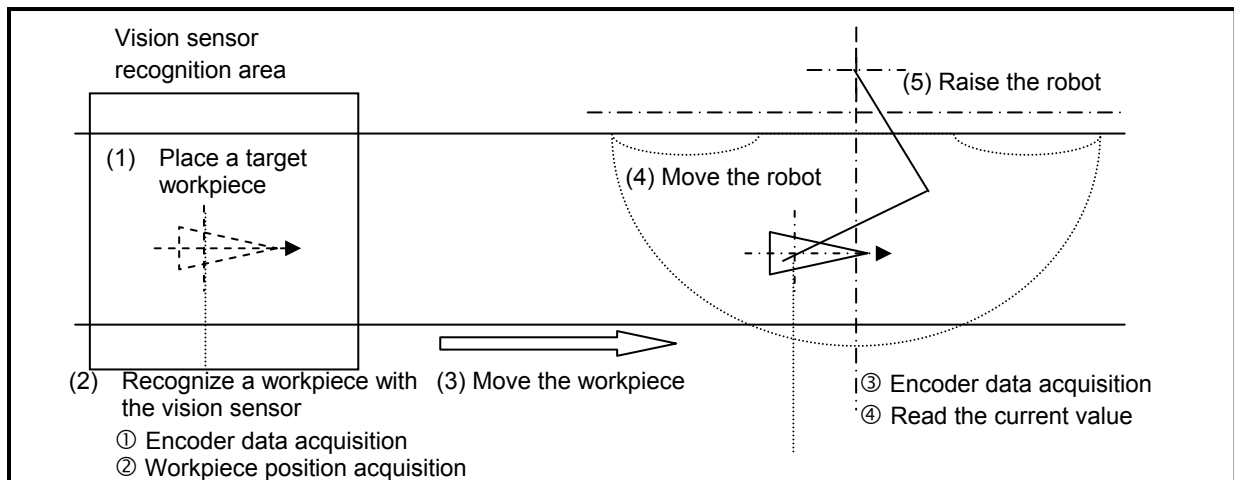 Vision sensor
recognition area
(5) Raise the robot
(1) Place a target
workpiece
(4) Move the robot
(2) Recognize a workpiece with
the vision sensor
① Encoder data acquisition
② Workpiece position acquisition
(3) Move the workpiece
③ Encoder data acquisition
④ Read the current value